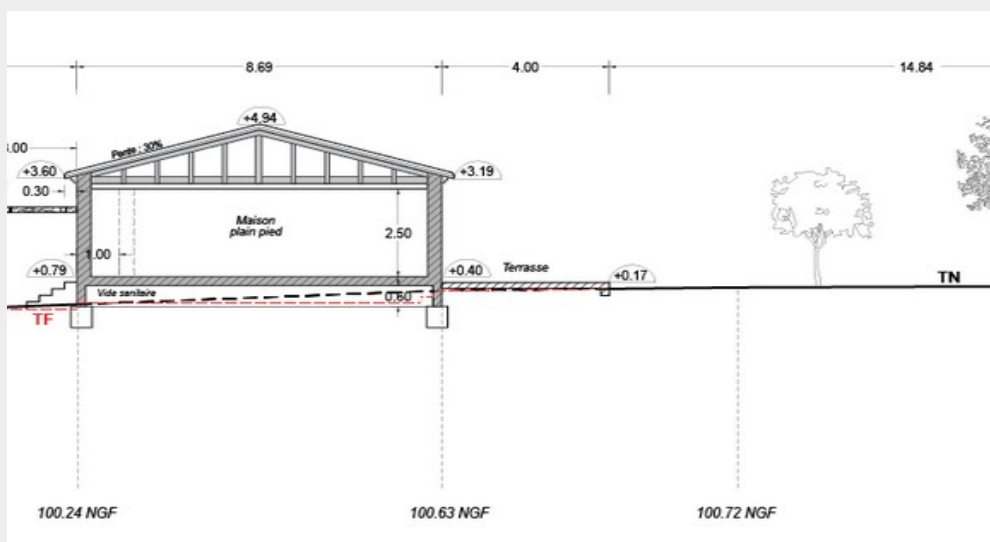 8.69
4.00
14.84
+4.94
Pente : 30%
.00
+3.60
+3.19
0.30
Maison
plain pied
2.50
1.00
+0.79
+0.40
Terrasse
+0.17
Vide sanitaire
0.60
TN
TF
100.24 NGF
100.63 NGF
100.72 NGF